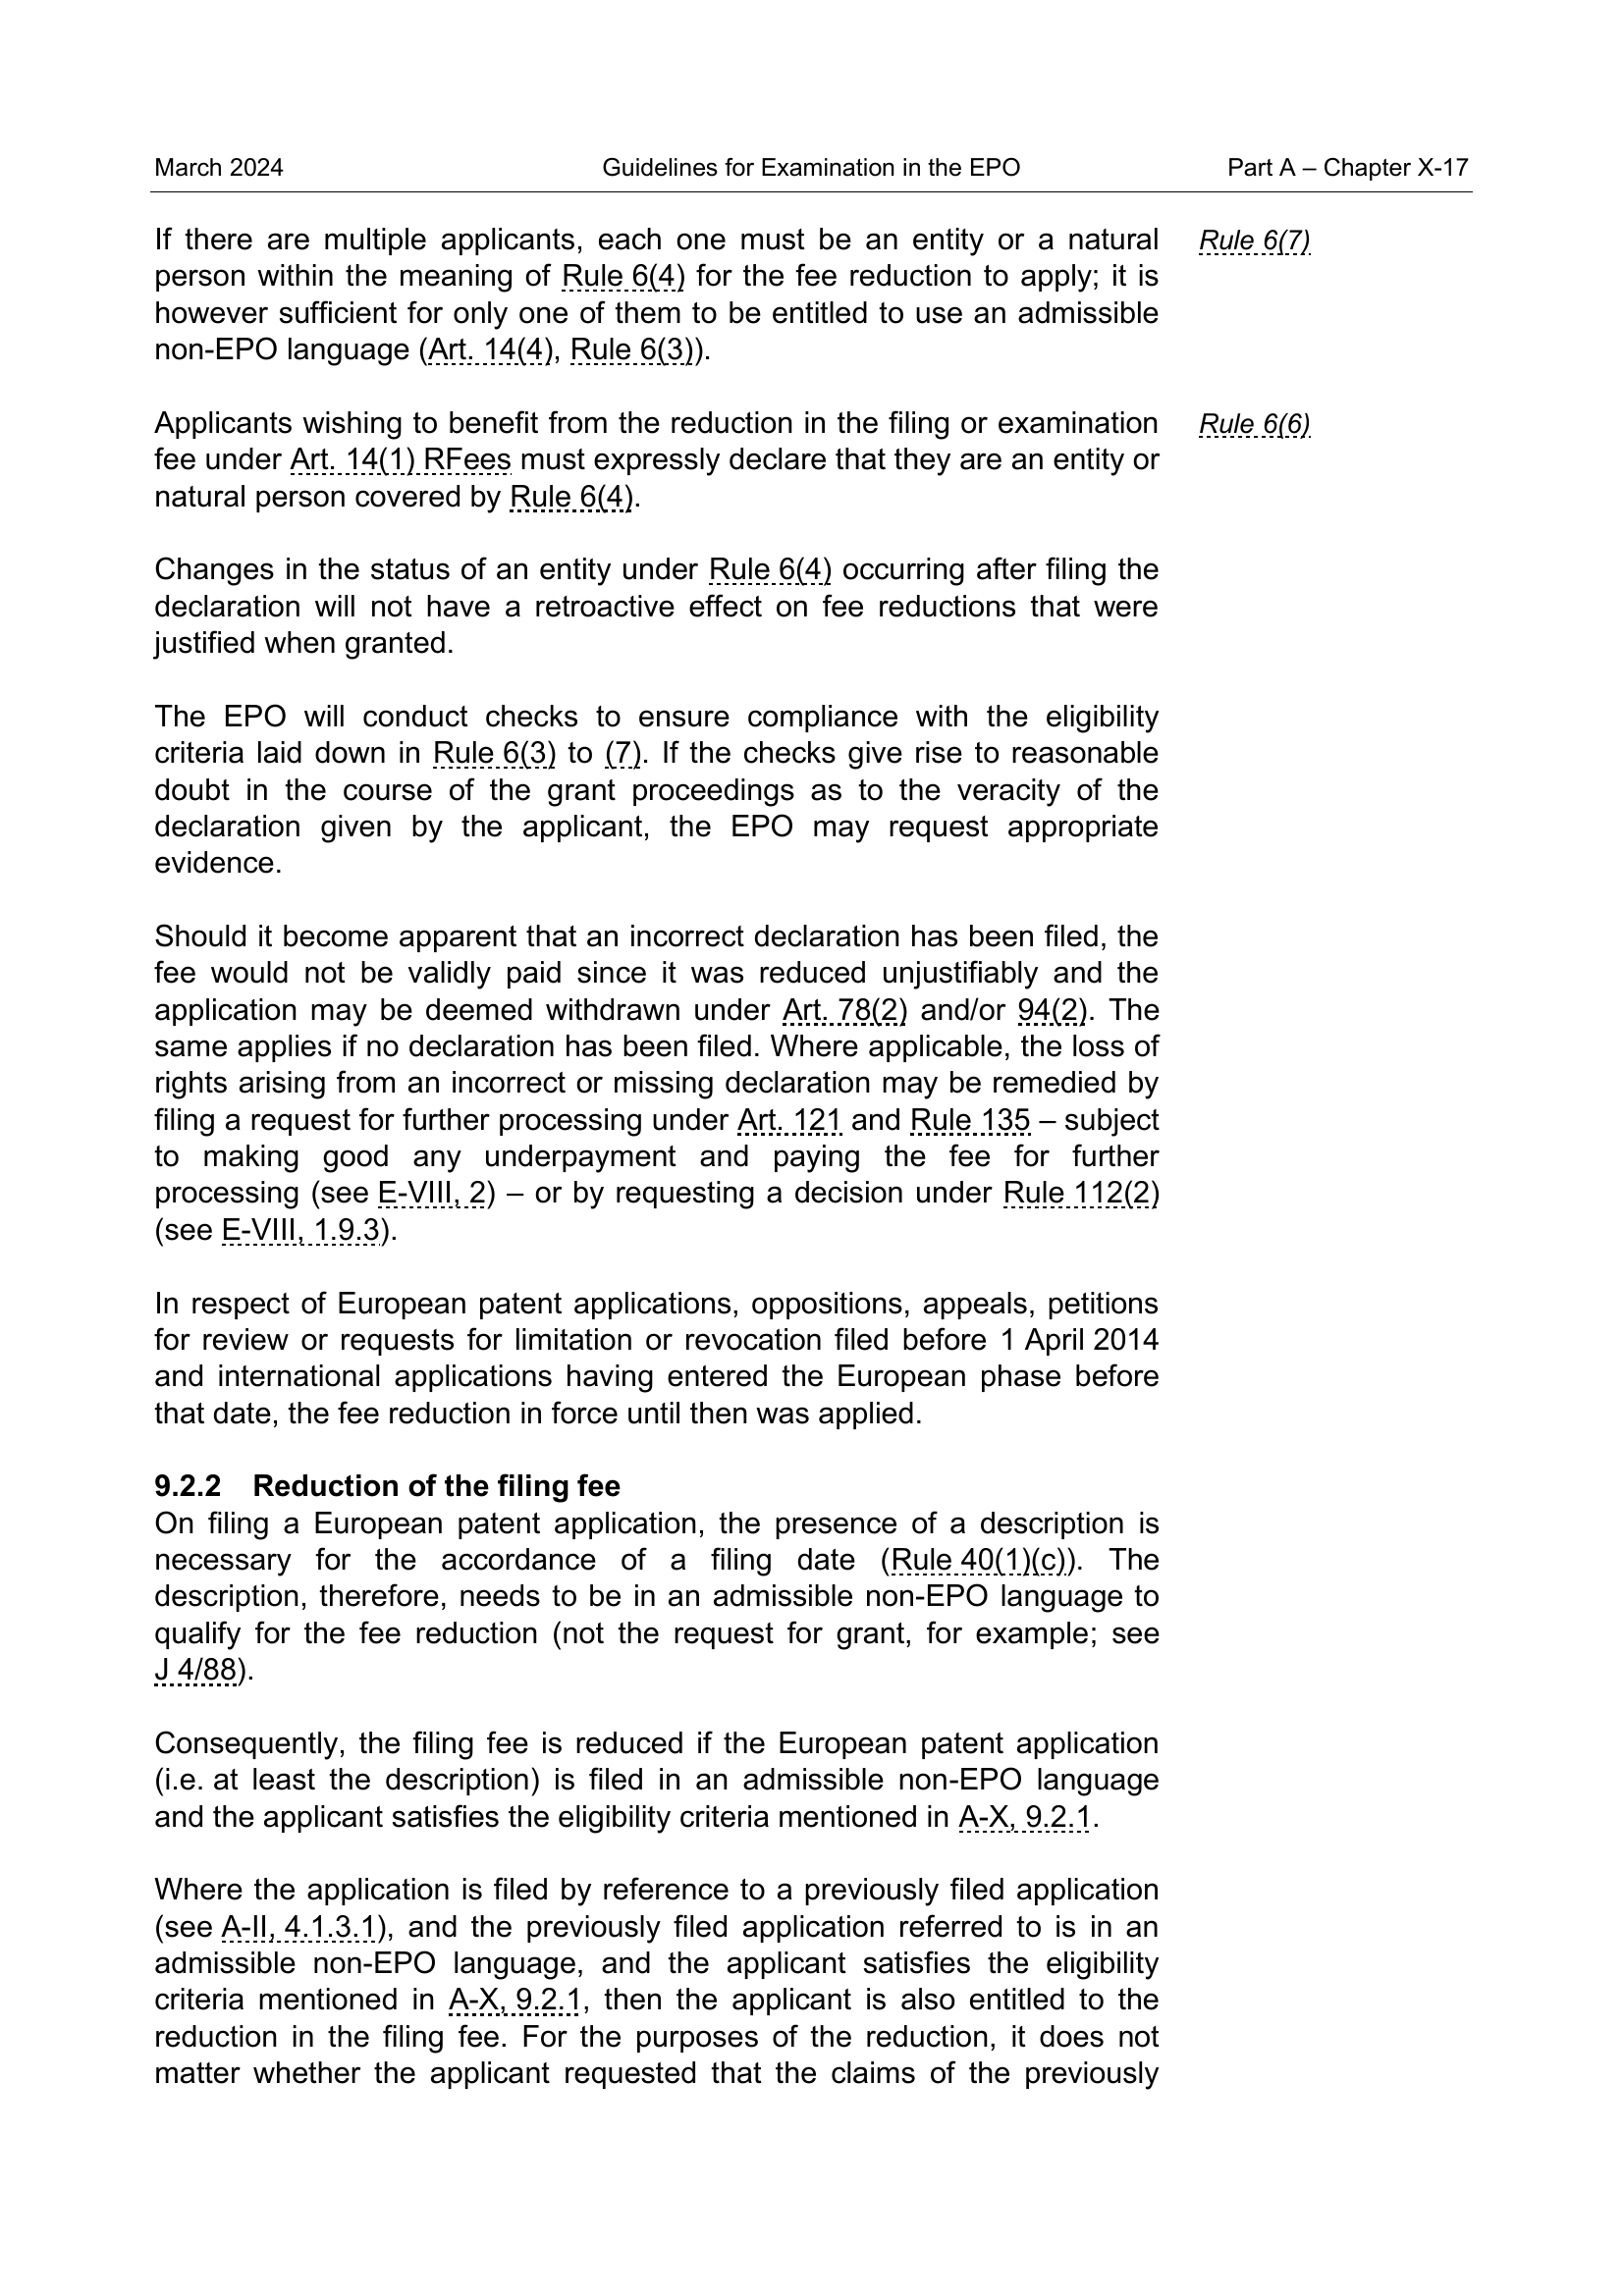 March 2024 Guidelines for Examination in the EPO Part A – Chapter X-17
If there are multiple applicants, each one must be an entity or a natural Rule 6(7)
person within the meaning of Rule 6(4) for the fee reduction to apply; it is
however sufficient for only one of them to be entitled to use an admissible
non-EPO language (Art. 14(4), Rule 6(3)).
Applicants wishing to benefit from the reduction in the filing or examination Rule 6(6)
fee under Art. 14(1) RFees must expressly declare that they are an entity or
natural person covered by Rule 6(4).
Changes in the status of an entity under Rule 6(4) occurring after filing the
declaration will not have a retroactive effect on fee reductions that were
justified when granted.
The EPO will conduct checks to ensure compliance with the eligibility
criteria laid down in Rule 6(3) to (7). If the checks give rise to reasonable
doubt in the course of the grant proceedings as to the veracity of the
declaration given by the applicant, the EPO may request appropriate
evidence.
Should it become apparent that an incorrect declaration has been filed, the
fee would not be validly paid since it was reduced unjustifiably and the
application may be deemed withdrawn under Art. 78(2) and/or 94(2). The
same applies if no declaration has been filed. Where applicable, the loss of
rights arising from an incorrect or missing declaration may be remedied by
filing a request for further processing under Art. 121 and Rule 135 – subject
to making good any underpayment and paying the fee for further
processing (see E-VIII, 2) – or by requesting a decision under Rule 112(2)
(see E-VIII, 1.9.3).
In respect of European patent applications, oppositions, appeals, petitions
for review or requests for limitation or revocation filed before 1 April 2014
and international applications having entered the European phase before
that date, the fee reduction in force until then was applied.
9.2.2 Reduction of the filing fee
On filing a European patent application, the presence of a description is
necessary for the accordance of a filing date (Rule 40(1)(c)). The
description, therefore, needs to be in an admissible non-EPO language to
qualify for the fee reduction (not the request for grant, for example; see
J 4/88).
Consequently, the filing fee is reduced if the European patent application
(i.e. at least the description) is filed in an admissible non-EPO language
and the applicant satisfies the eligibility criteria mentioned in A-X, 9.2.1.
Where the application is filed by reference to a previously filed application
(see A-II, 4.1.3.1), and the previously filed application referred to is in an
admissible non-EPO language, and the applicant satisfies the eligibility
criteria mentioned in A-X, 9.2.1, then the applicant is also entitled to the
reduction in the filing fee. For the purposes of the reduction, it does not
matter whether the applicant requested that the claims of the previously